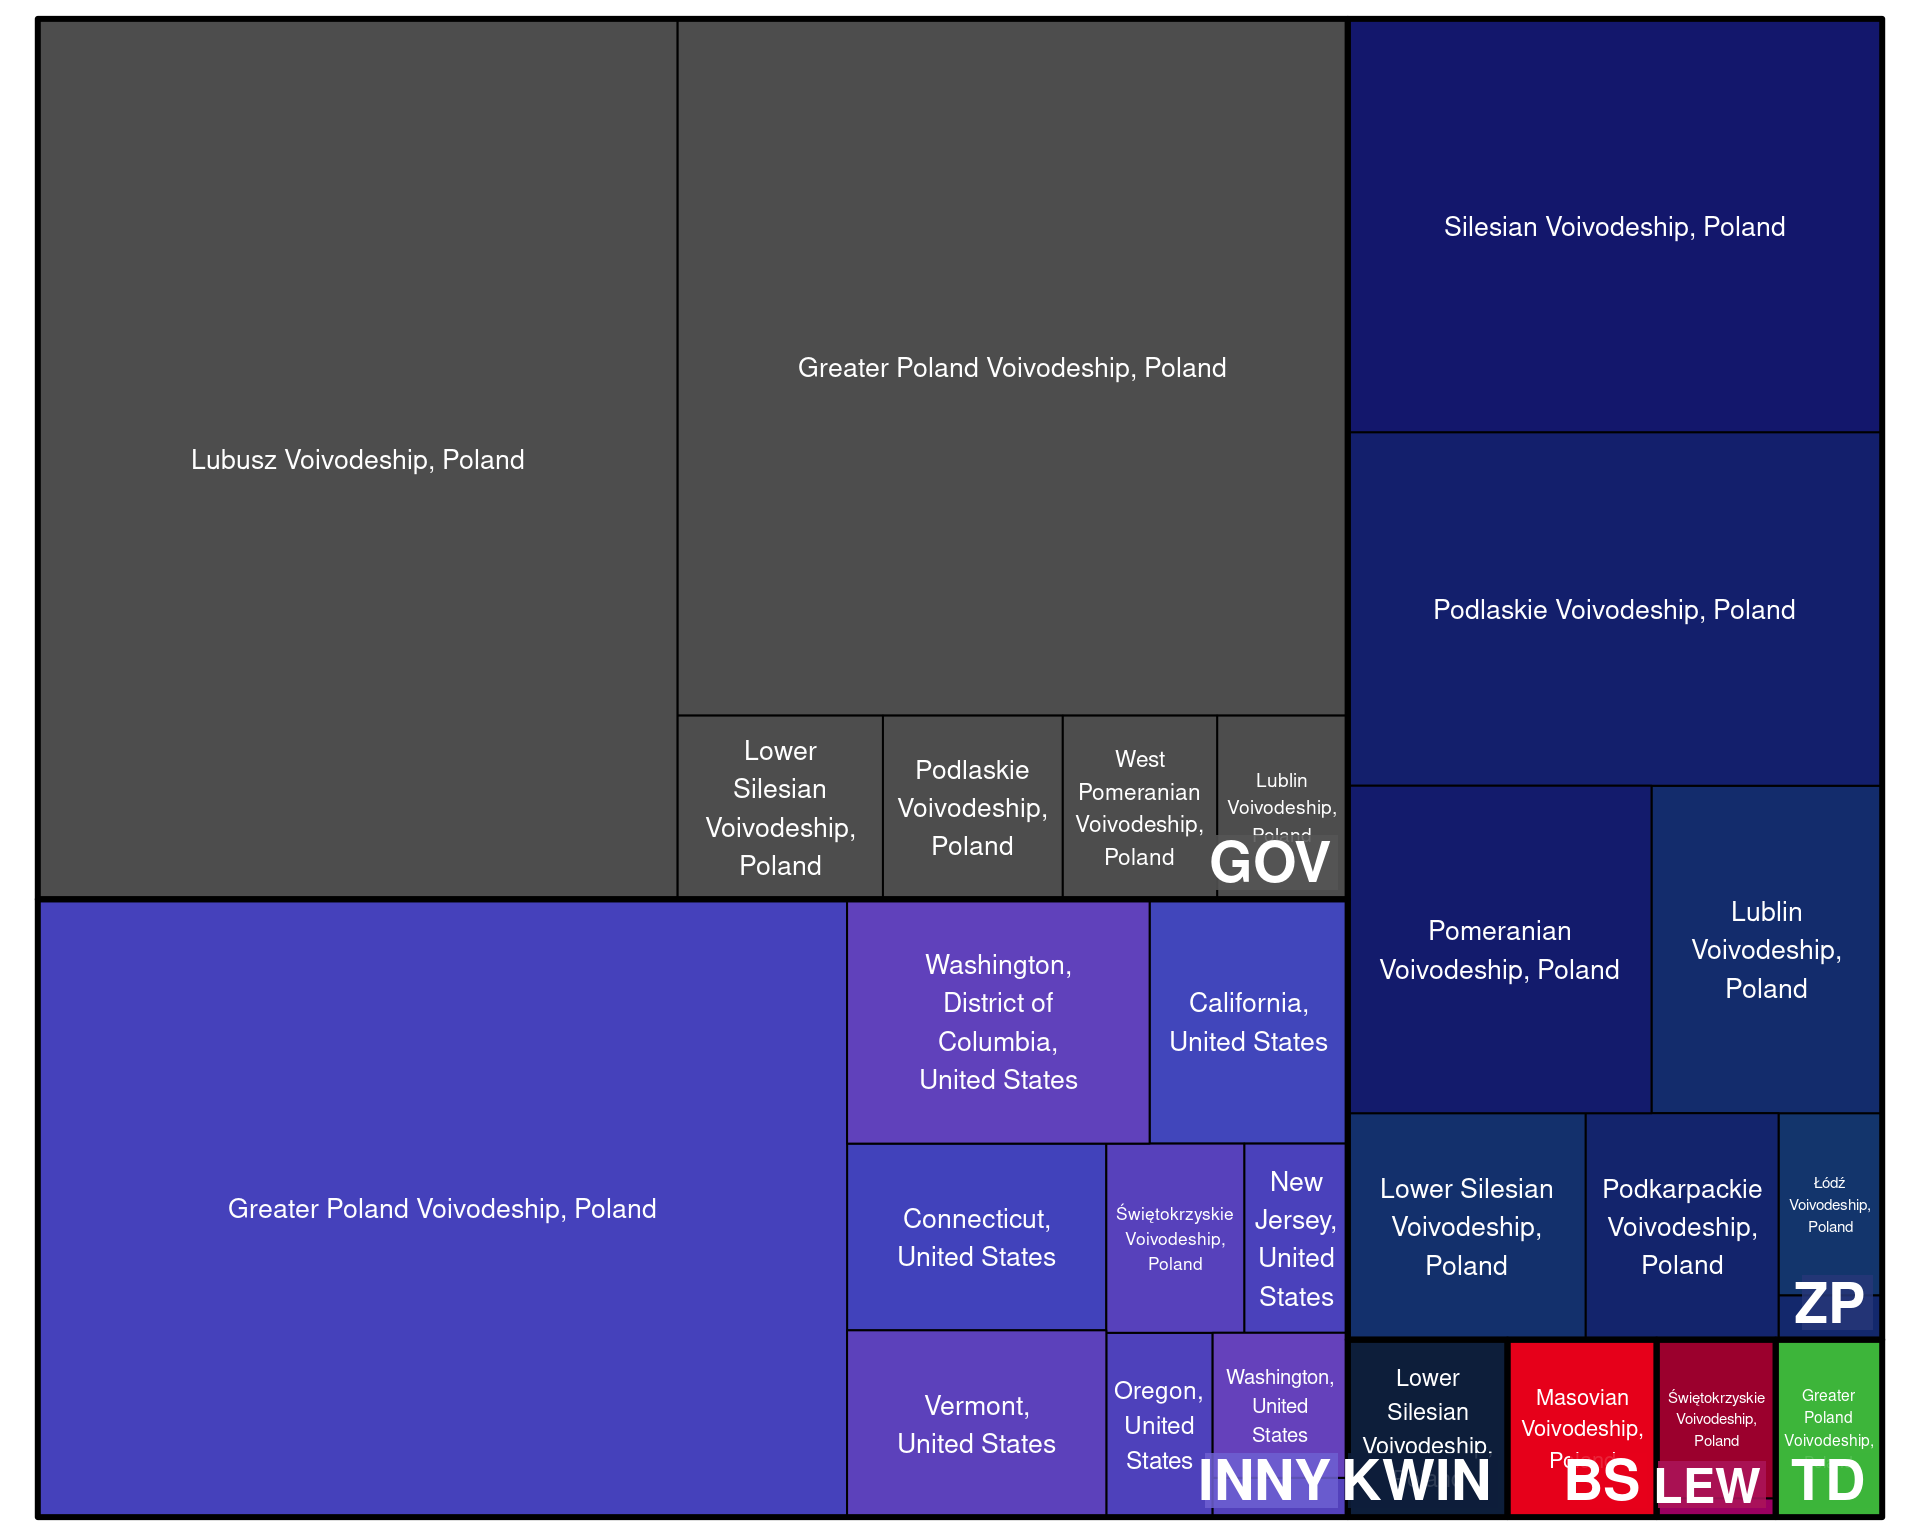 Lubusz Voivodeship, Poland
Greater Poland Voivodeship, Poland
Lower
Silesian
Voivodeship,
Poland
Podlaskie
Voivodeship,
Poland
West
Pomeranian
Voivodeship,
Poland
Lublin
Voivodeship,
Poland
GOV
Silesian Voivodeship, Poland
Podlaskie Voivodeship, Poland
Pomeranian
Voivodeship, Poland
Lublin
Voivodeship,
Poland
Lower Silesian
Voivodeship,
Poland
Podkarpackie
Voivodeship,
Poland
Łódź
Voivodeship,
Poland
ZP
Greater Poland Voivodeship, Poland
Washington,
District of
Columbia,
United States
California,
United States
Connecticut,
United States
Świętokrzyskie
Voivodeship,
Poland
New
Jersey,
United
States
Vermont,
United States
Oregon,
United
States
Washington,
United
States
INNY
Lower
Silesian
Voivodeship,
KWIN
Masovian
Voivodeship,
BS
Świętokrzyskie
Voivodeship,
Poland
LEW
Greater
Poland
Voivodeship,
TD